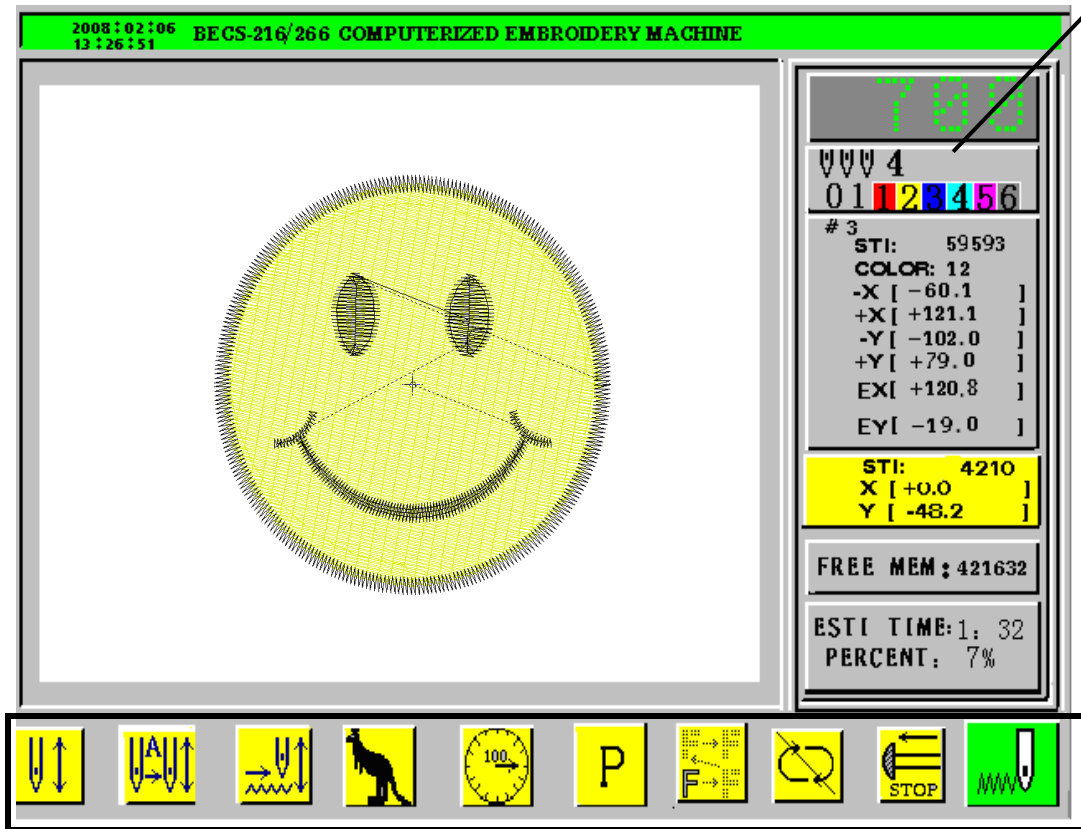 2008:02:06
13:26:51
BECS-216/266 COMPUTERIZED EMBROIDERY MACHINE
700
4
0 1 1 2 3 4 5 6
# 3
STI: 59593
COLOR: 12
-X [ -60.1 ]
+X [ +121.1 ]
-Y [ -102.0 ]
+Y [ +79.0 ]
EX[ +120.8 ]
EY[ -19.0 ]
STI: 4210
X [ +0.0 ]
Y [ -48.2 ]
FREE MEM: 421632
ESTI TIME: 1: 32
PERCENT: 7%
A
100
P
F
STOP